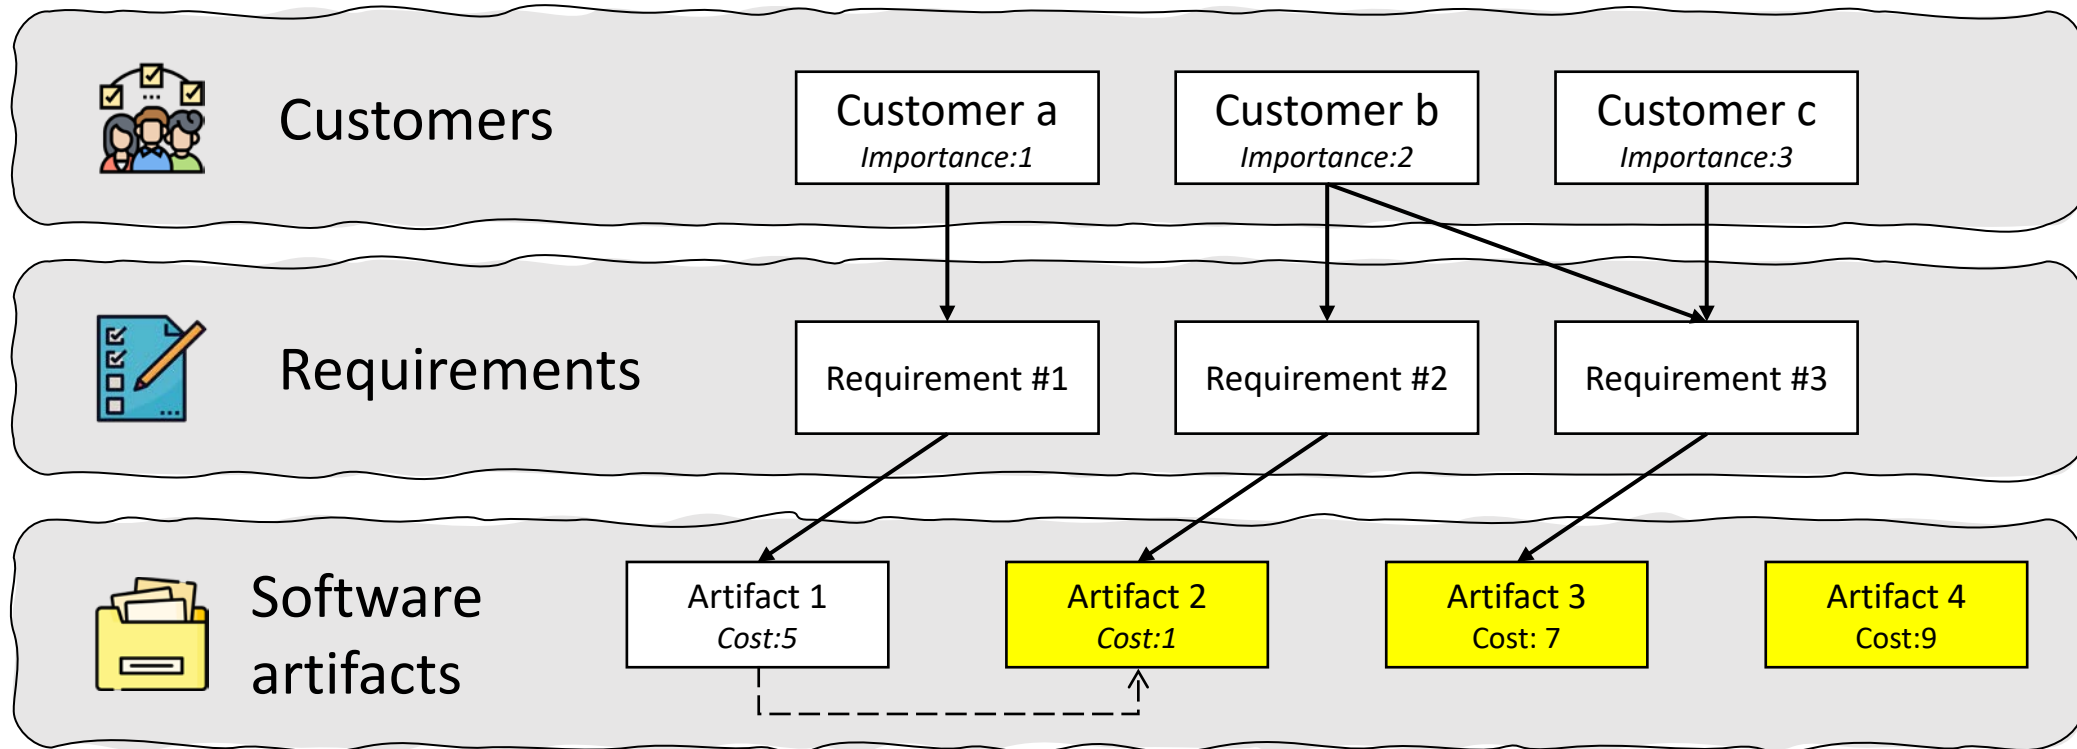 Customers
Customer a
Importance:1
Customer b
Importance:2
Customer c
Importance:3
Requirements
Requirement #1
Requirement #2
Requirement #3
Software
artifacts
Artifact 1
Cost:5
Artifact 2
Cost:1
Artifact 3
Cost: 7
Artifact 4
Cost:9